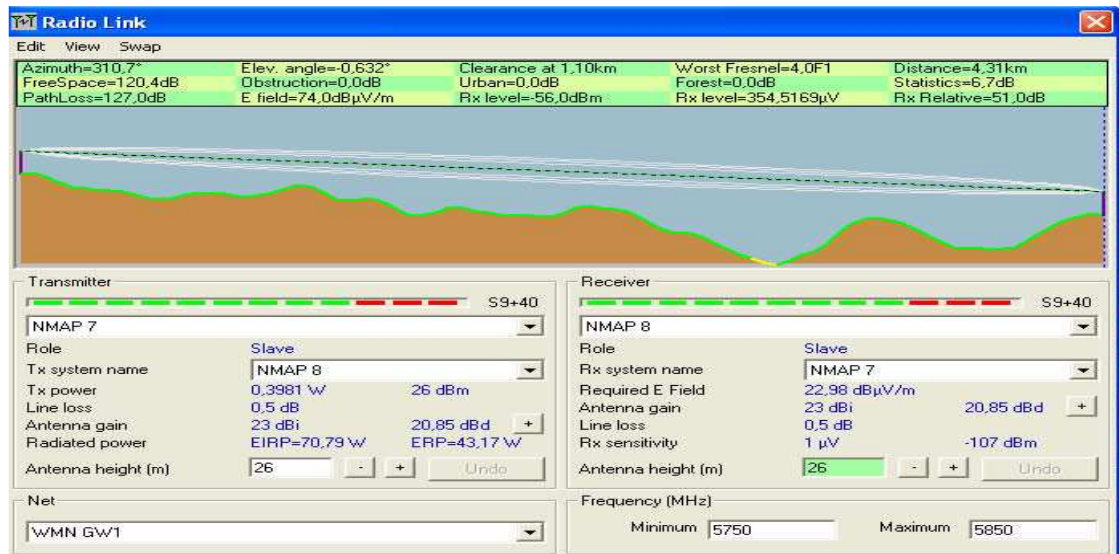 Radio Link
Edit View Swap
Azimuth=310,7° Elev. angle=-0,632° Clearance at 1,10km Worst Fresnel=4,0F1 Distance=4,31km
FreeSpace=120,4dB Obstruction=0,0dB Urban=0,0dB Forest=0,0dB Statistics=6,7dB
PathLoss=127,0dB E field=74,0dBµV/m Rx level=-56,0dBm Rx level=354,5169µV Rx Relative=51,0dB
Transmitter
S9+40
NMAP 7
Role Slave
Tx system name NMAP 8
Tx power 0,3981 W 26 dBm
Line loss 0,5 dB
Antenna gain 23 dBi 20,85 dBd +
Radiated power EIRP=70,79 W ERP=43,17 W
Antenna height (m) 26 - + Undo
Net
WMN GW1
Receiver
S9+40
NMAP 8
Role Slave
Rx system name NMAP 7
Required E Field 22,98 dBµV/m
Antenna gain 23 dBi 20,85 dBd +
Line loss 0,5 dB
Rx sensitivity 1 µV -107 dBm
Antenna height (m) 26 - + Undo
Frequency (MHz)
Minimum 5750 Maximum 5850